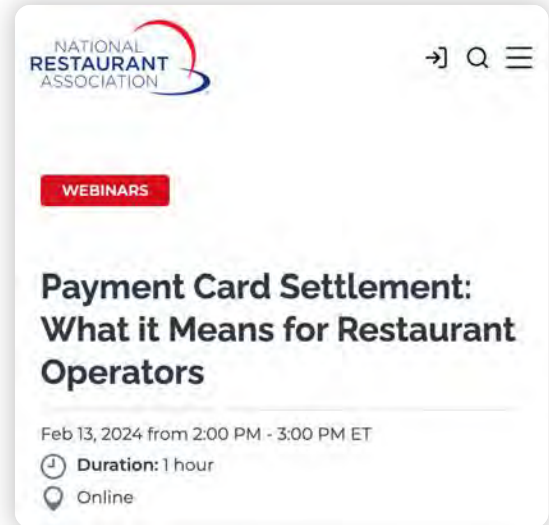 NATIONAL
RESTAURANT
ASSOCIATION
WEBINARS
Payment Card Settlement:
What it Means for Restaurant
Operators
Feb 13, 2024 from 2:00 PM - 3:00 PM ET
Duration: 1 hour
Online